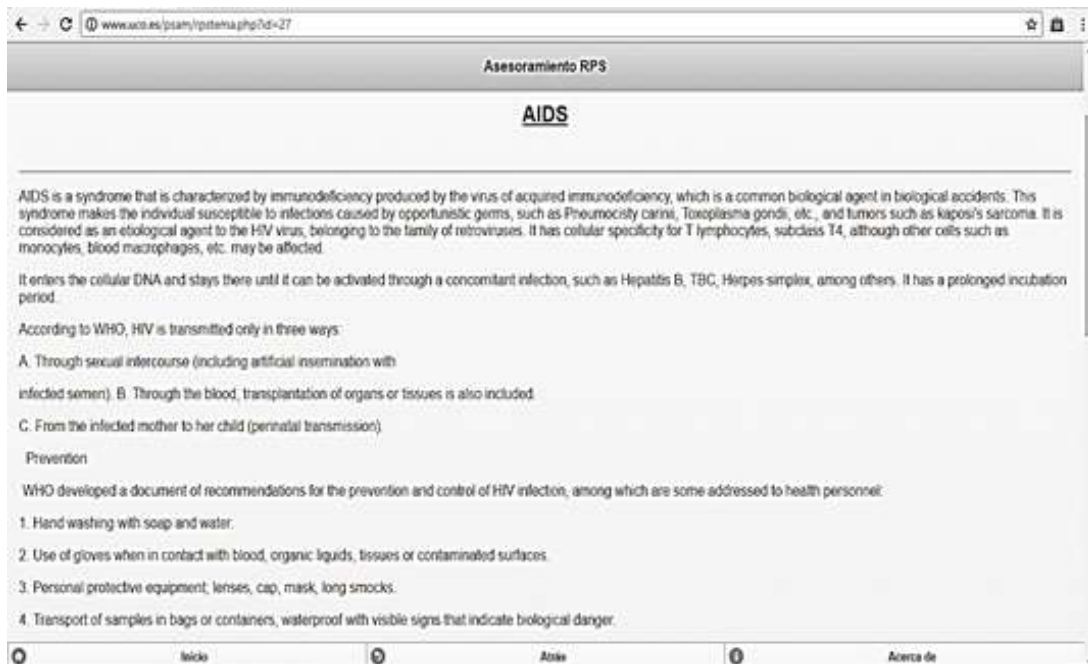 www.uco.es/psam/rpstema.php?id=27
Asesoramiento RPS
AIDS
AIDS is a syndrome that is characterized by immunodeficiency produced by the virus of acquired immunodeficiency, which is a common biological agent in biological accidents. This
syndrome makes the individual susceptible to infections caused by opportunistic germs, such as Pneumocisty carinii, Toxoplasma gondii, etc., and tumors such as kaposi's sarcoma. It is
considered as an etiological agent to the HIV virus, belonging to the family of retroviruses. It has cellular specificity for T lymphocytes, subclass T4, although other cells such as
monocytes, blood macrophages, etc. may be affected.
It enters the cellular DNA and stays there until it can be activated through a concomitant infection, such as Hepatitis B, TBC, Herpes simplex, among others. It has a prolonged incubation
period.
According to WHO, HIV is transmitted only in three ways:
A. Through sexual intercourse (including artificial insemination with
infected semen). B. Through the blood, transplantation of organs or tissues is also included.
C. From the infected mother to her child (perinatal transmission).
Prevention
WHO developed a document of recommendations for the prevention and control of HIV infection, among which are some addressed to health personnel:
1. Hand washing with soap and water.
2. Use of gloves when in contact with blood, organic liquids, tissues or contaminated surfaces.
3. Personal protective equipment; lenses, cap, mask, long smocks.
4. Transport of samples in bags or containers, waterproof with visible signs that indicate biological danger.
Inicio Atrás Acerca de